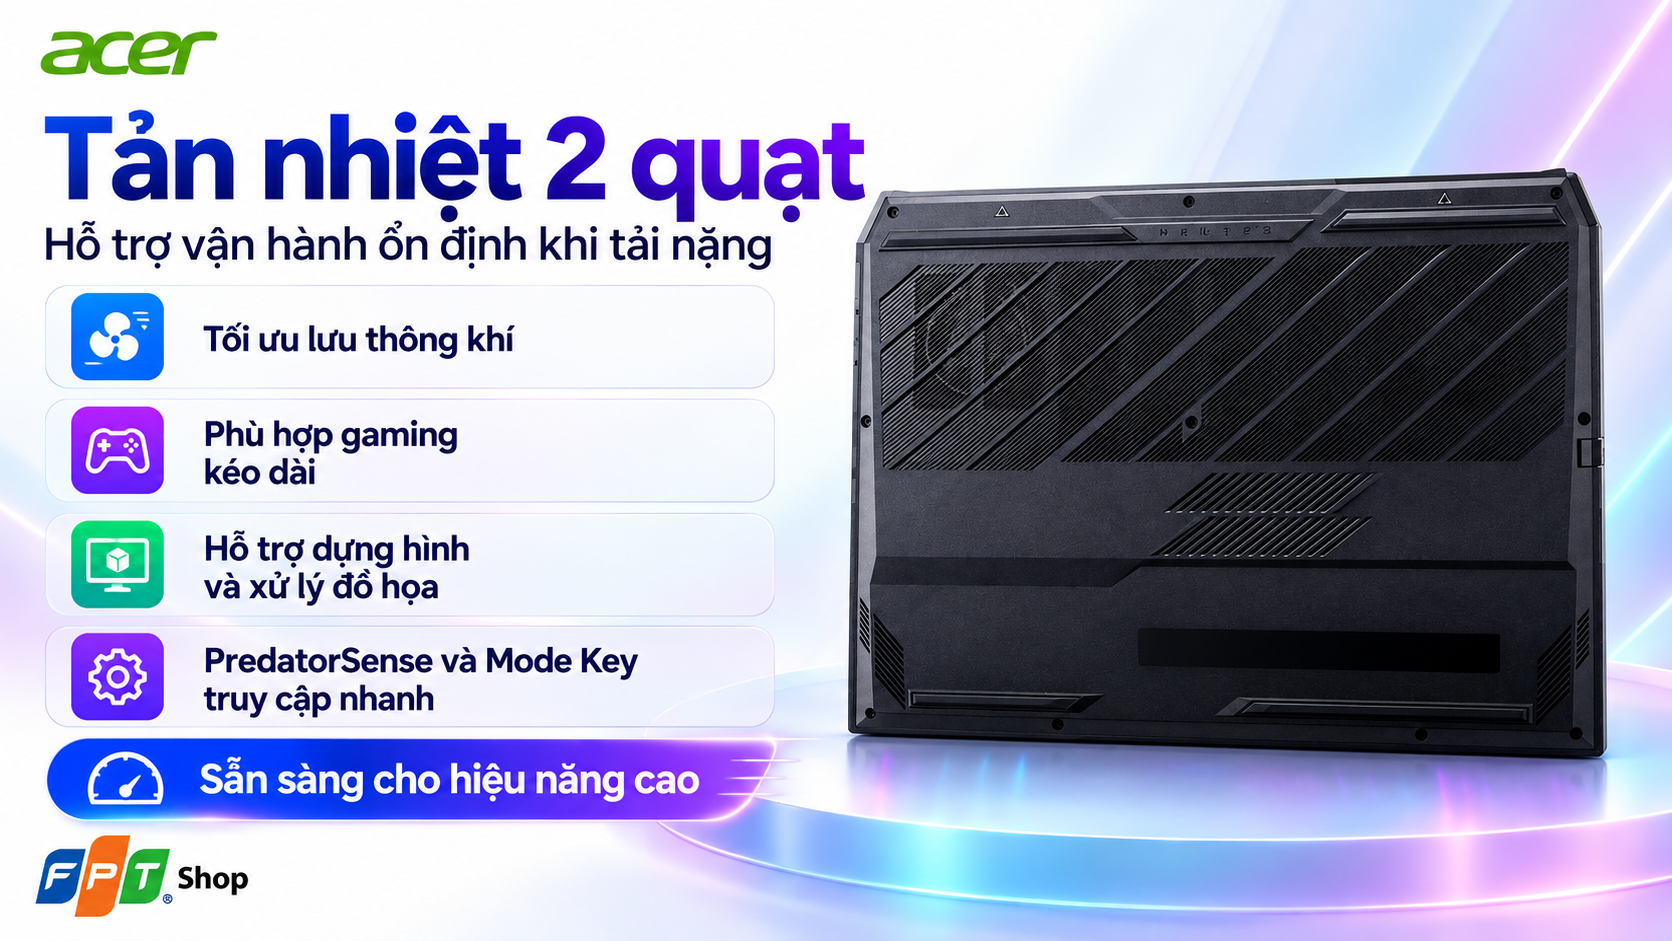 acer
Tản nhiệt 2 quạt
Hỗ trợ vận hành ổn định khi tải nặng
Tối ưu lưu thông khí
Phù hợp gaming
kéo dài
Hỗ trợ dựng hình
và xử lý đồ họa
PredatorSense và Mode Key
truy cập nhanh
Sẵn sàng cho hiệu năng cao
FPT® Shop